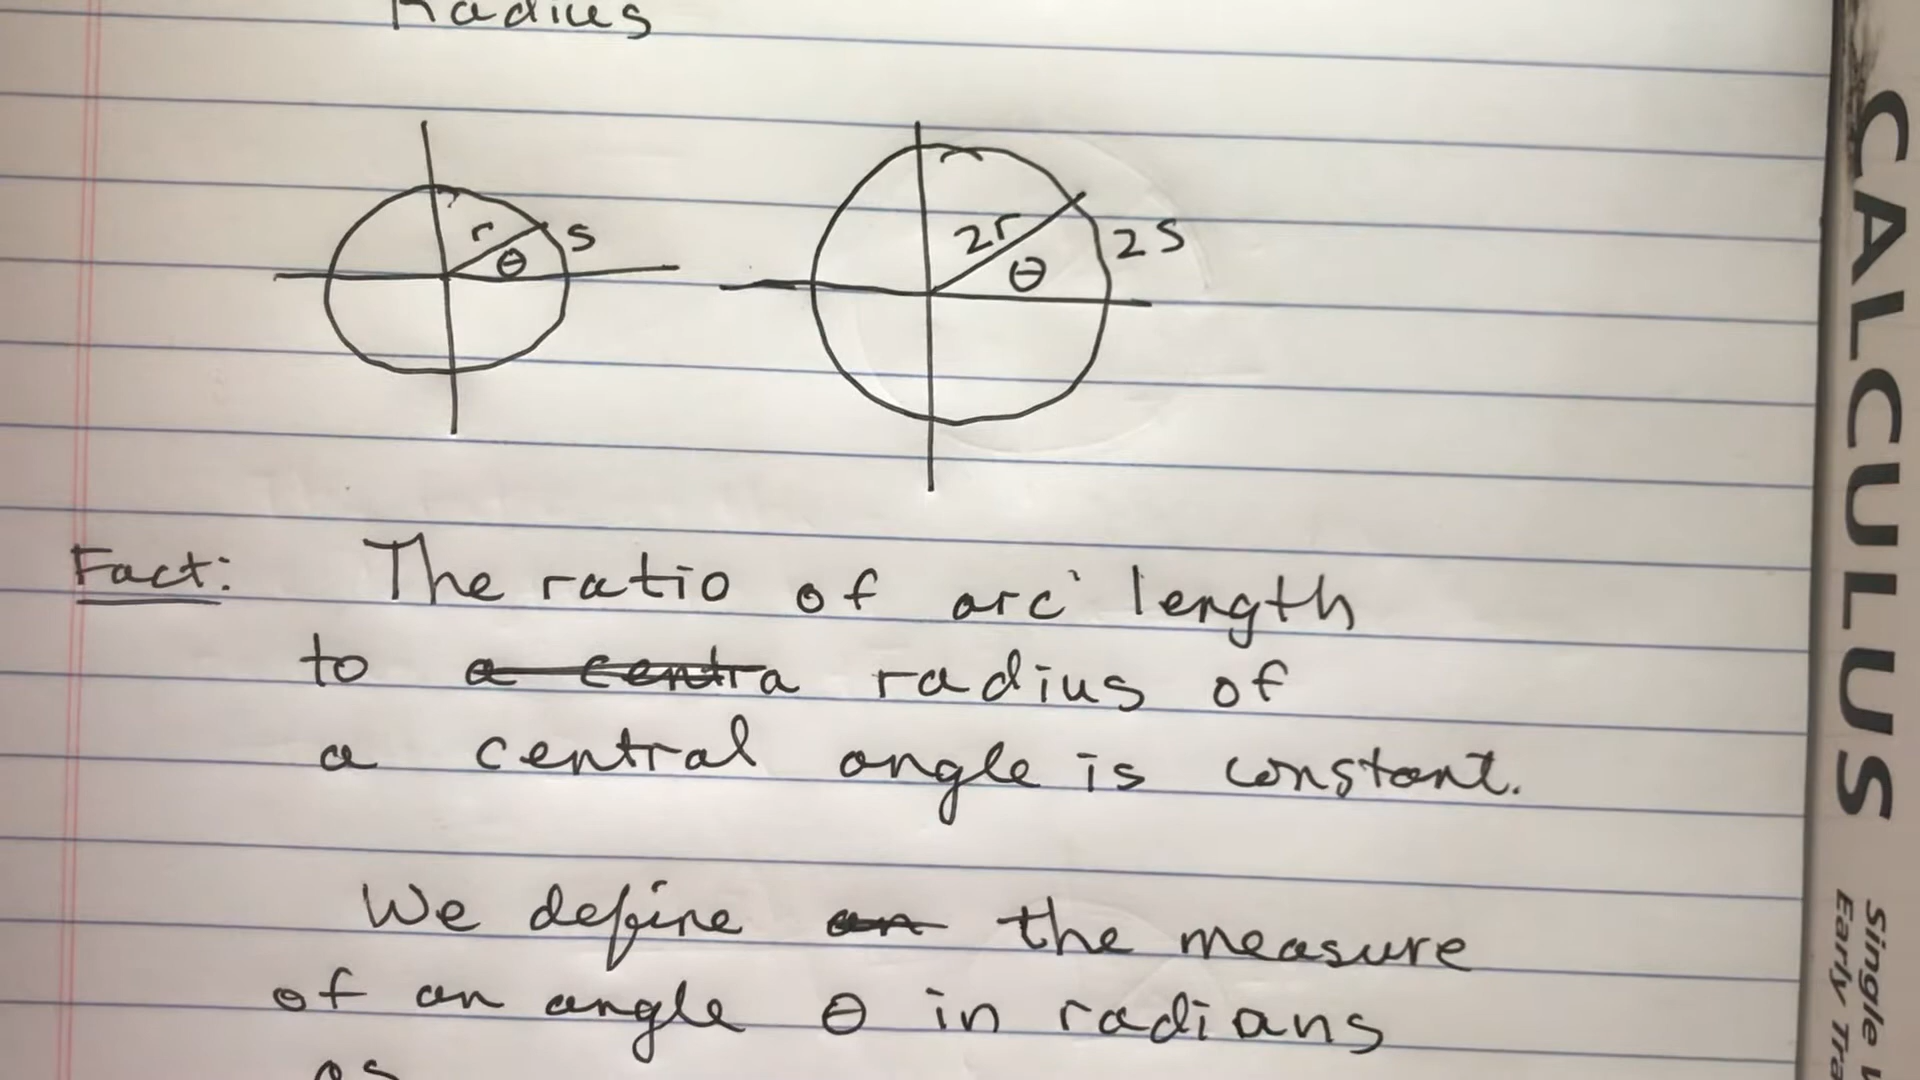 Radius
r
s
θ
2r
2s
θ
Fact: The ratio of arc length
to a centra radius of
a central angle is constant.
We define an the measure
of an angle θ in radians
as
CALCULUS
Single
Early Tra